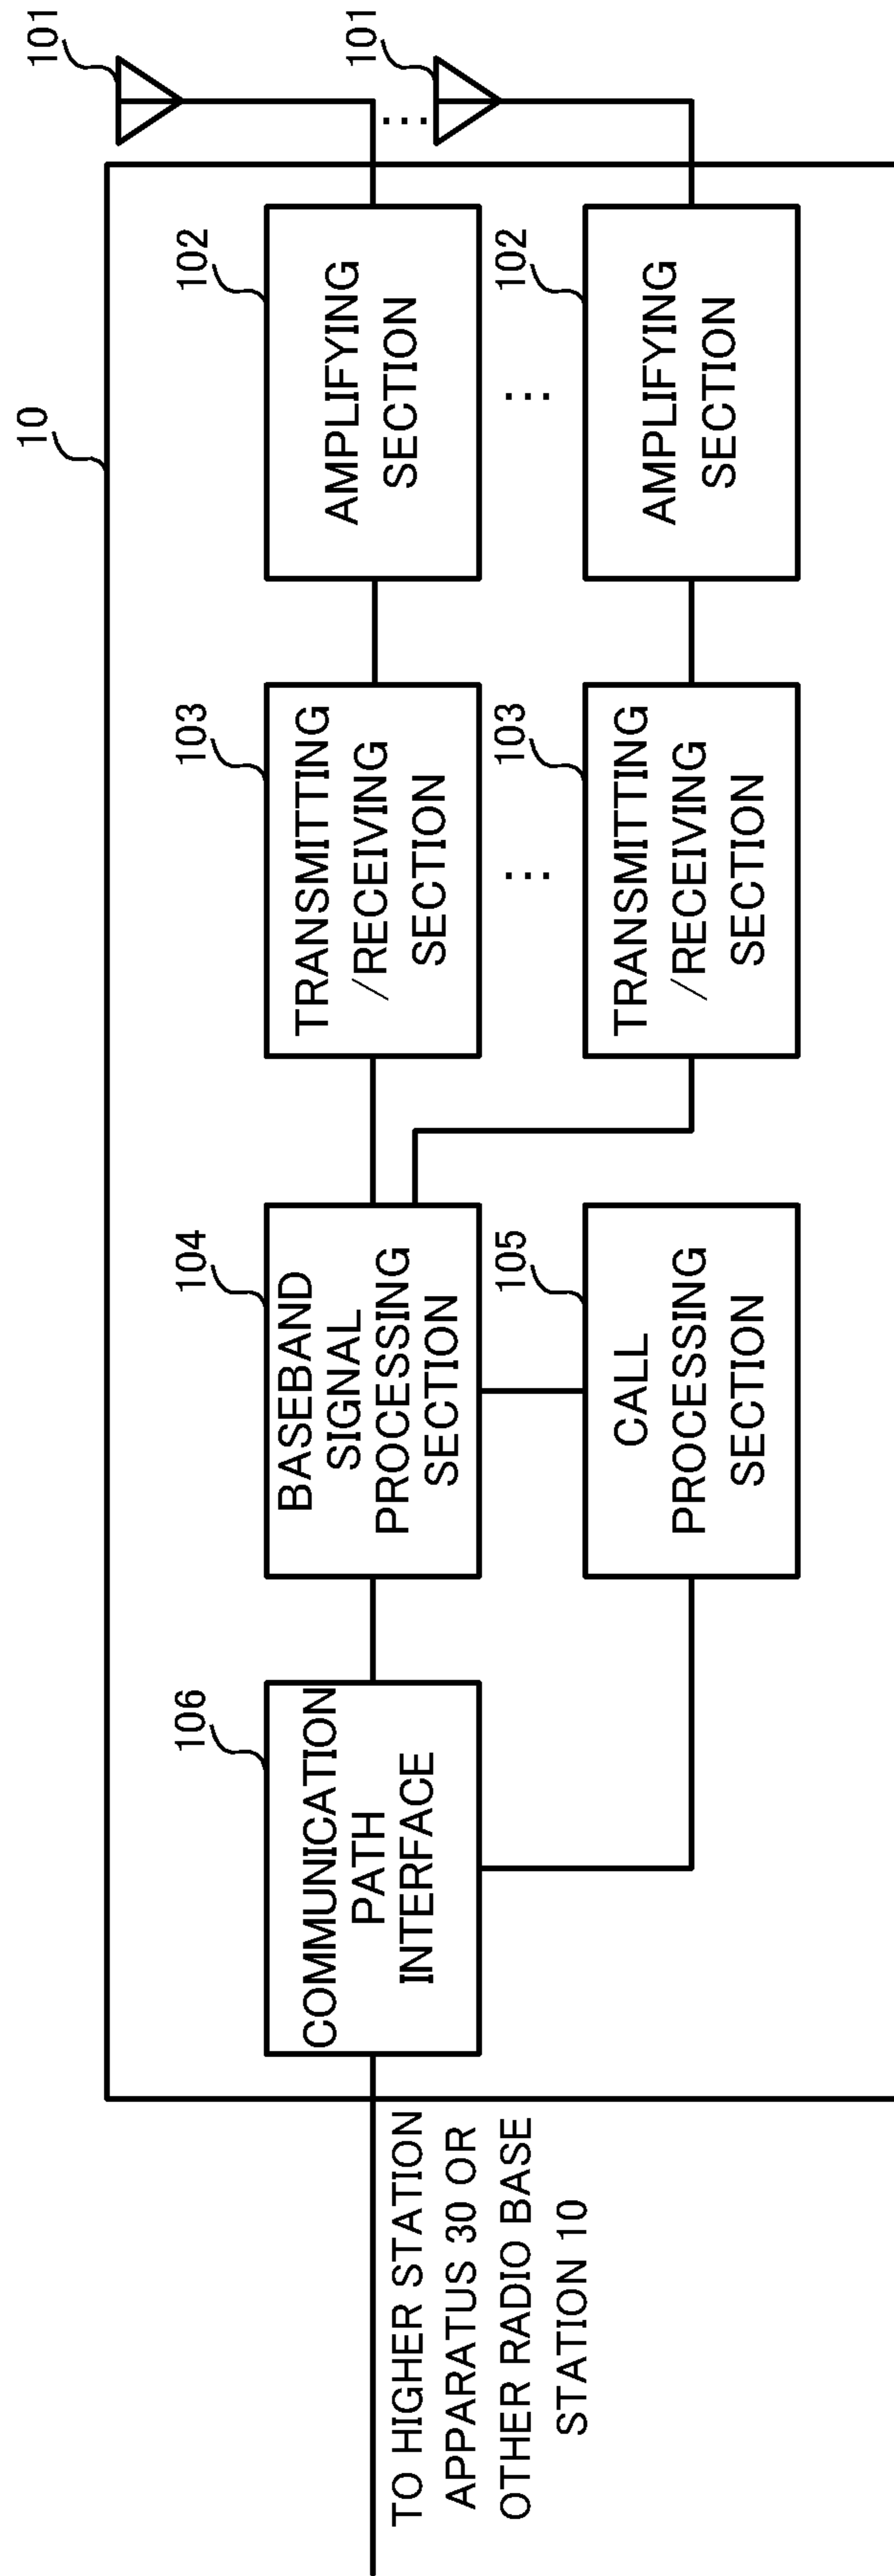 10
101
101
102
AMPLIFYING
SECTION
102
AMPLIFYING
SECTION
...
...
...
103
TRANSMITTING
/RECEIVING
SECTION
103
TRANSMITTING
/RECEIVING
SECTION
104
BASEBAND
SIGNAL
PROCESSING
SECTION
105
CALL
PROCESSING
SECTION
106
COMMUNICATION
PATH
INTERFACE
TO HIGHER STATION
APPARATUS 30 OR
OTHER RADIO BASE
STATION 10